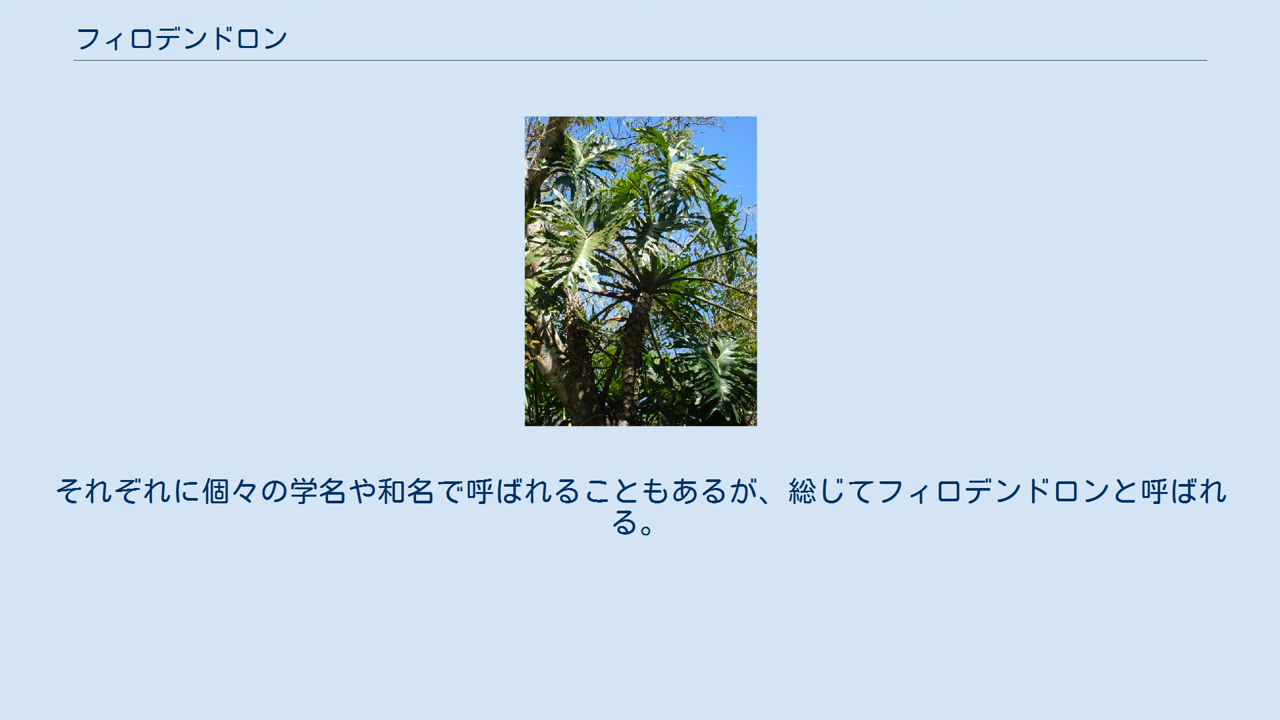 フィロデンドロン
それぞれに個々の学名や和名で呼ばれることもあるが、総じてフィロデンドロンと呼ばれ
る。